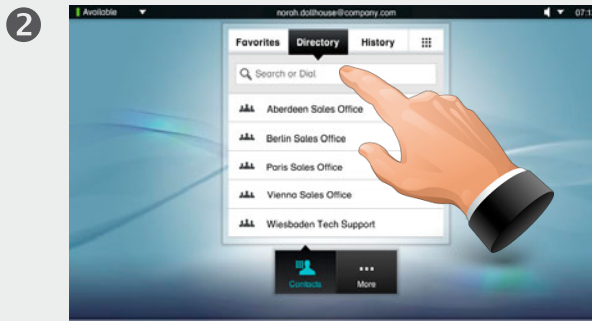 2
Available norah.dollhouse@company.com 07:1
Favorites Directory History
Search or Dial
Aberdeen Sales Office
Berlin Sales Office
Paris Sales Office
Vienna Sales Office
Wiesbaden Tech Support
Contacts More